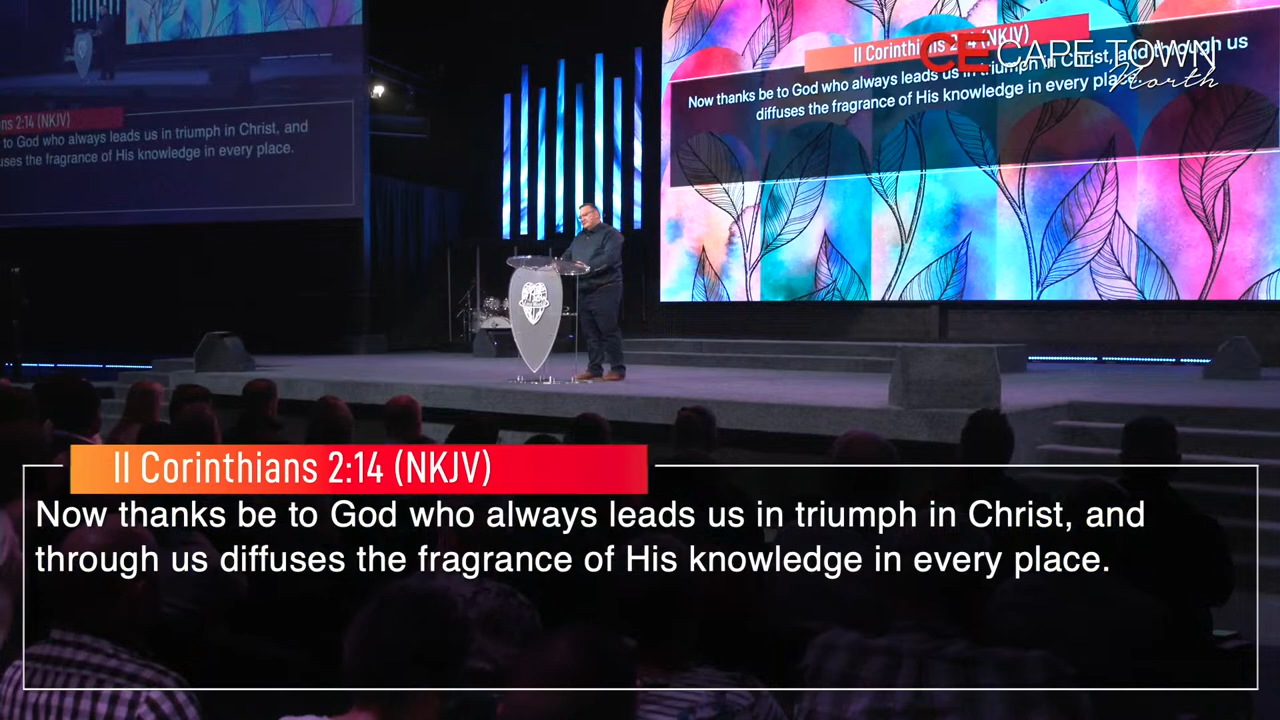 ns 2:14 (NKJV)
to God who always leads us in triumph in Christ, and
uses the fragrance of His knowledge in every place.
II Corinthians 2:14 (NKJV)
Now thanks be to God who always leads us in triumph in Christ, and through us
diffuses the fragrance of His knowledge in every place.
CE CAPE TOWN
North
II Corinthians 2:14 (NKJV)
Now thanks be to God who always leads us in triumph in Christ, and
through us diffuses the fragrance of His knowledge in every place.